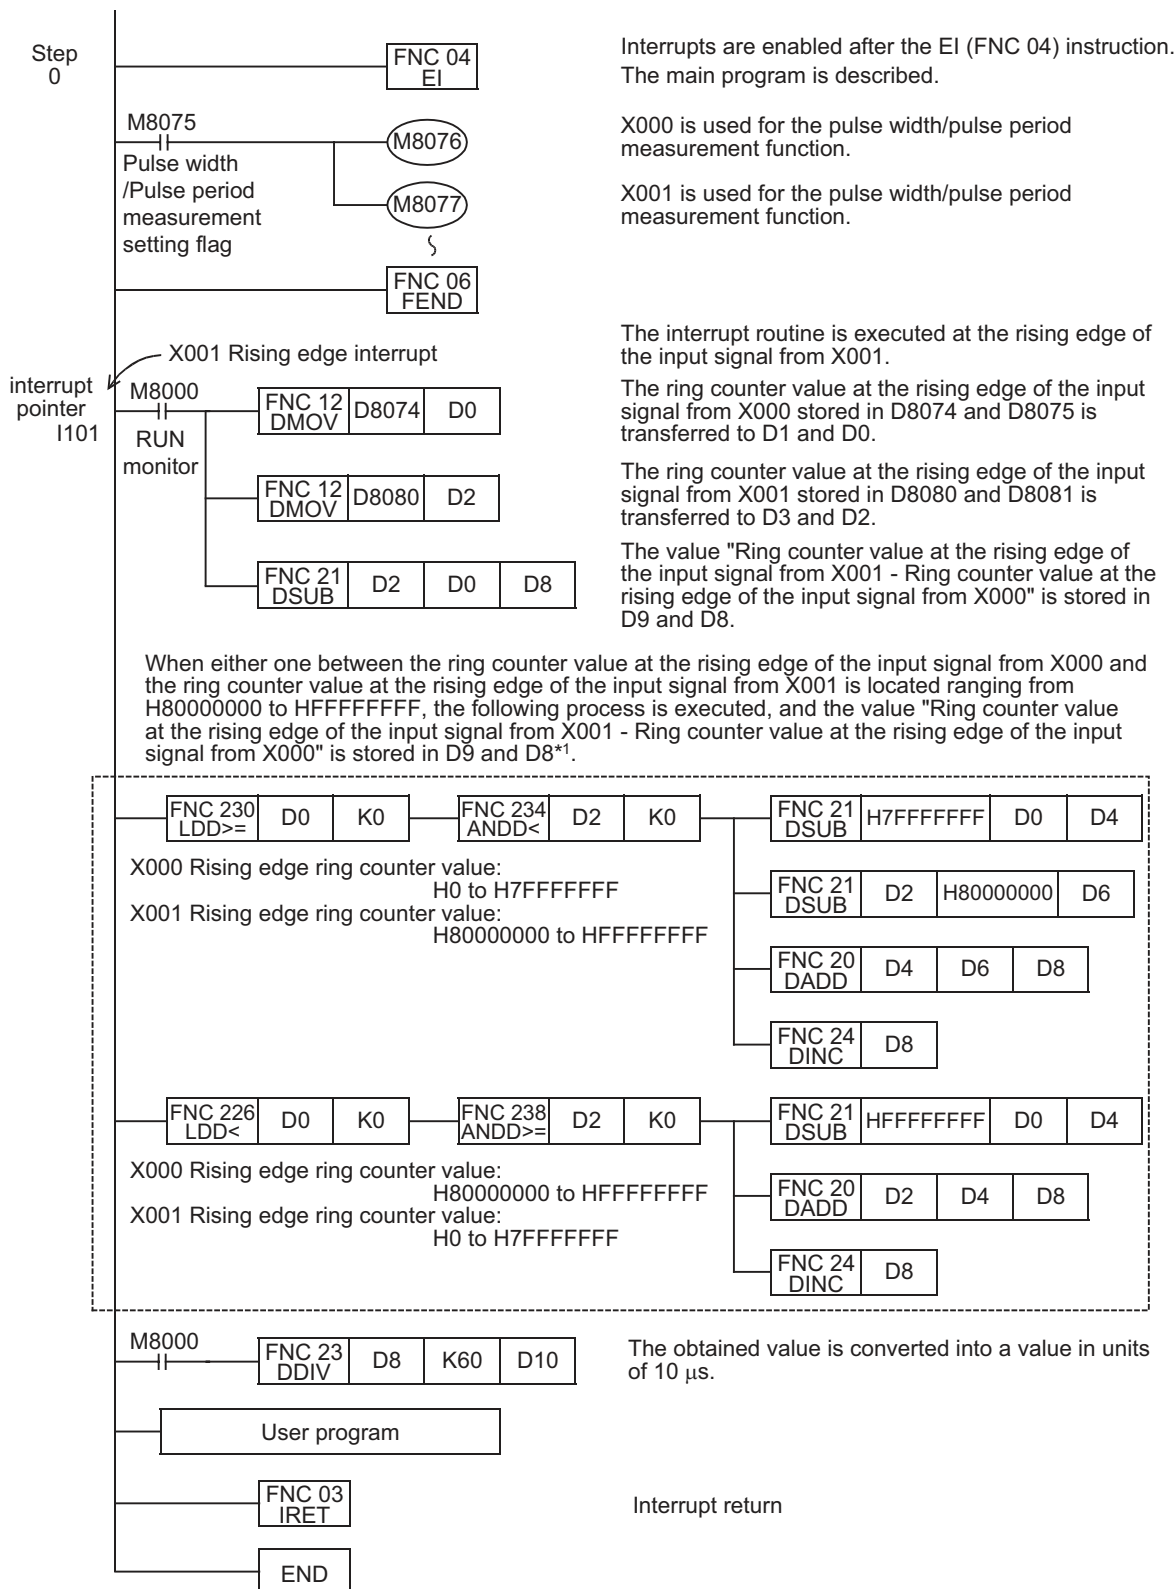 Step
0
FNC 04
EI
Interrupts are enabled after the EI (FNC 04) instruction.
The main program is described.
M8075
Pulse width
/Pulse period
measurement
setting flag
M8076
X000 is used for the pulse width/pulse period
measurement function.
M8077
X001 is used for the pulse width/pulse period
measurement function.
FNC 06
FEND
X001 Rising edge interrupt
The interrupt routine is executed at the rising edge of
the input signal from X001.
interrupt
pointer
I101
M8000
RUN
monitor
FNC 12
DMOV
D8074
D0
The ring counter value at the rising edge of the input
signal from X000 stored in D8074 and D8075 is
transferred to D1 and D0.
FNC 12
DMOV
D8080
D2
The ring counter value at the rising edge of the input
signal from X001 stored in D8080 and D8081 is
transferred to D3 and D2.
FNC 21
DSUB
D2
D0
D8
The value "Ring counter value at the rising edge of
the input signal from X001 - Ring counter value at the
rising edge of the input signal from X000" is stored in
D9 and D8.
When either one between the ring counter value at the rising edge of the input signal from X000 and
the ring counter value at the rising edge of the input signal from X001 is located ranging from
H80000000 to HFFFFFFFF, the following process is executed, and the value "Ring counter value
at the rising edge of the input signal from X001 - Ring counter value at the rising edge of the input
signal from X000" is stored in D9 and D8*1.
FNC 230
LDD>=
D0
K0
FNC 234
ANDD<
D2
K0
FNC 21
DSUB
H7FFFFFFF
D0
D4
X000 Rising edge ring counter value:
H0 to H7FFFFFFF
X001 Rising edge ring counter value:
H80000000 to HFFFFFFFF
FNC 21
DSUB
D2
H80000000
D6
FNC 20
DADD
D4
D6
D8
FNC 24
DINC
D8
FNC 226
LDD<
D0
K0
FNC 238
ANDD>=
D2
K0
FNC 21
DSUB
HFFFFFFFF
D0
D4
X000 Rising edge ring counter value:
H80000000 to HFFFFFFFF
X001 Rising edge ring counter value:
H0 to H7FFFFFFF
FNC 20
DADD
D2
D4
D8
FNC 24
DINC
D8
M8000
FNC 23
DDIV
D8
K60
D10
The obtained value is converted into a value in units
of 10 μs.
User program
FNC 03
IRET
Interrupt return
END